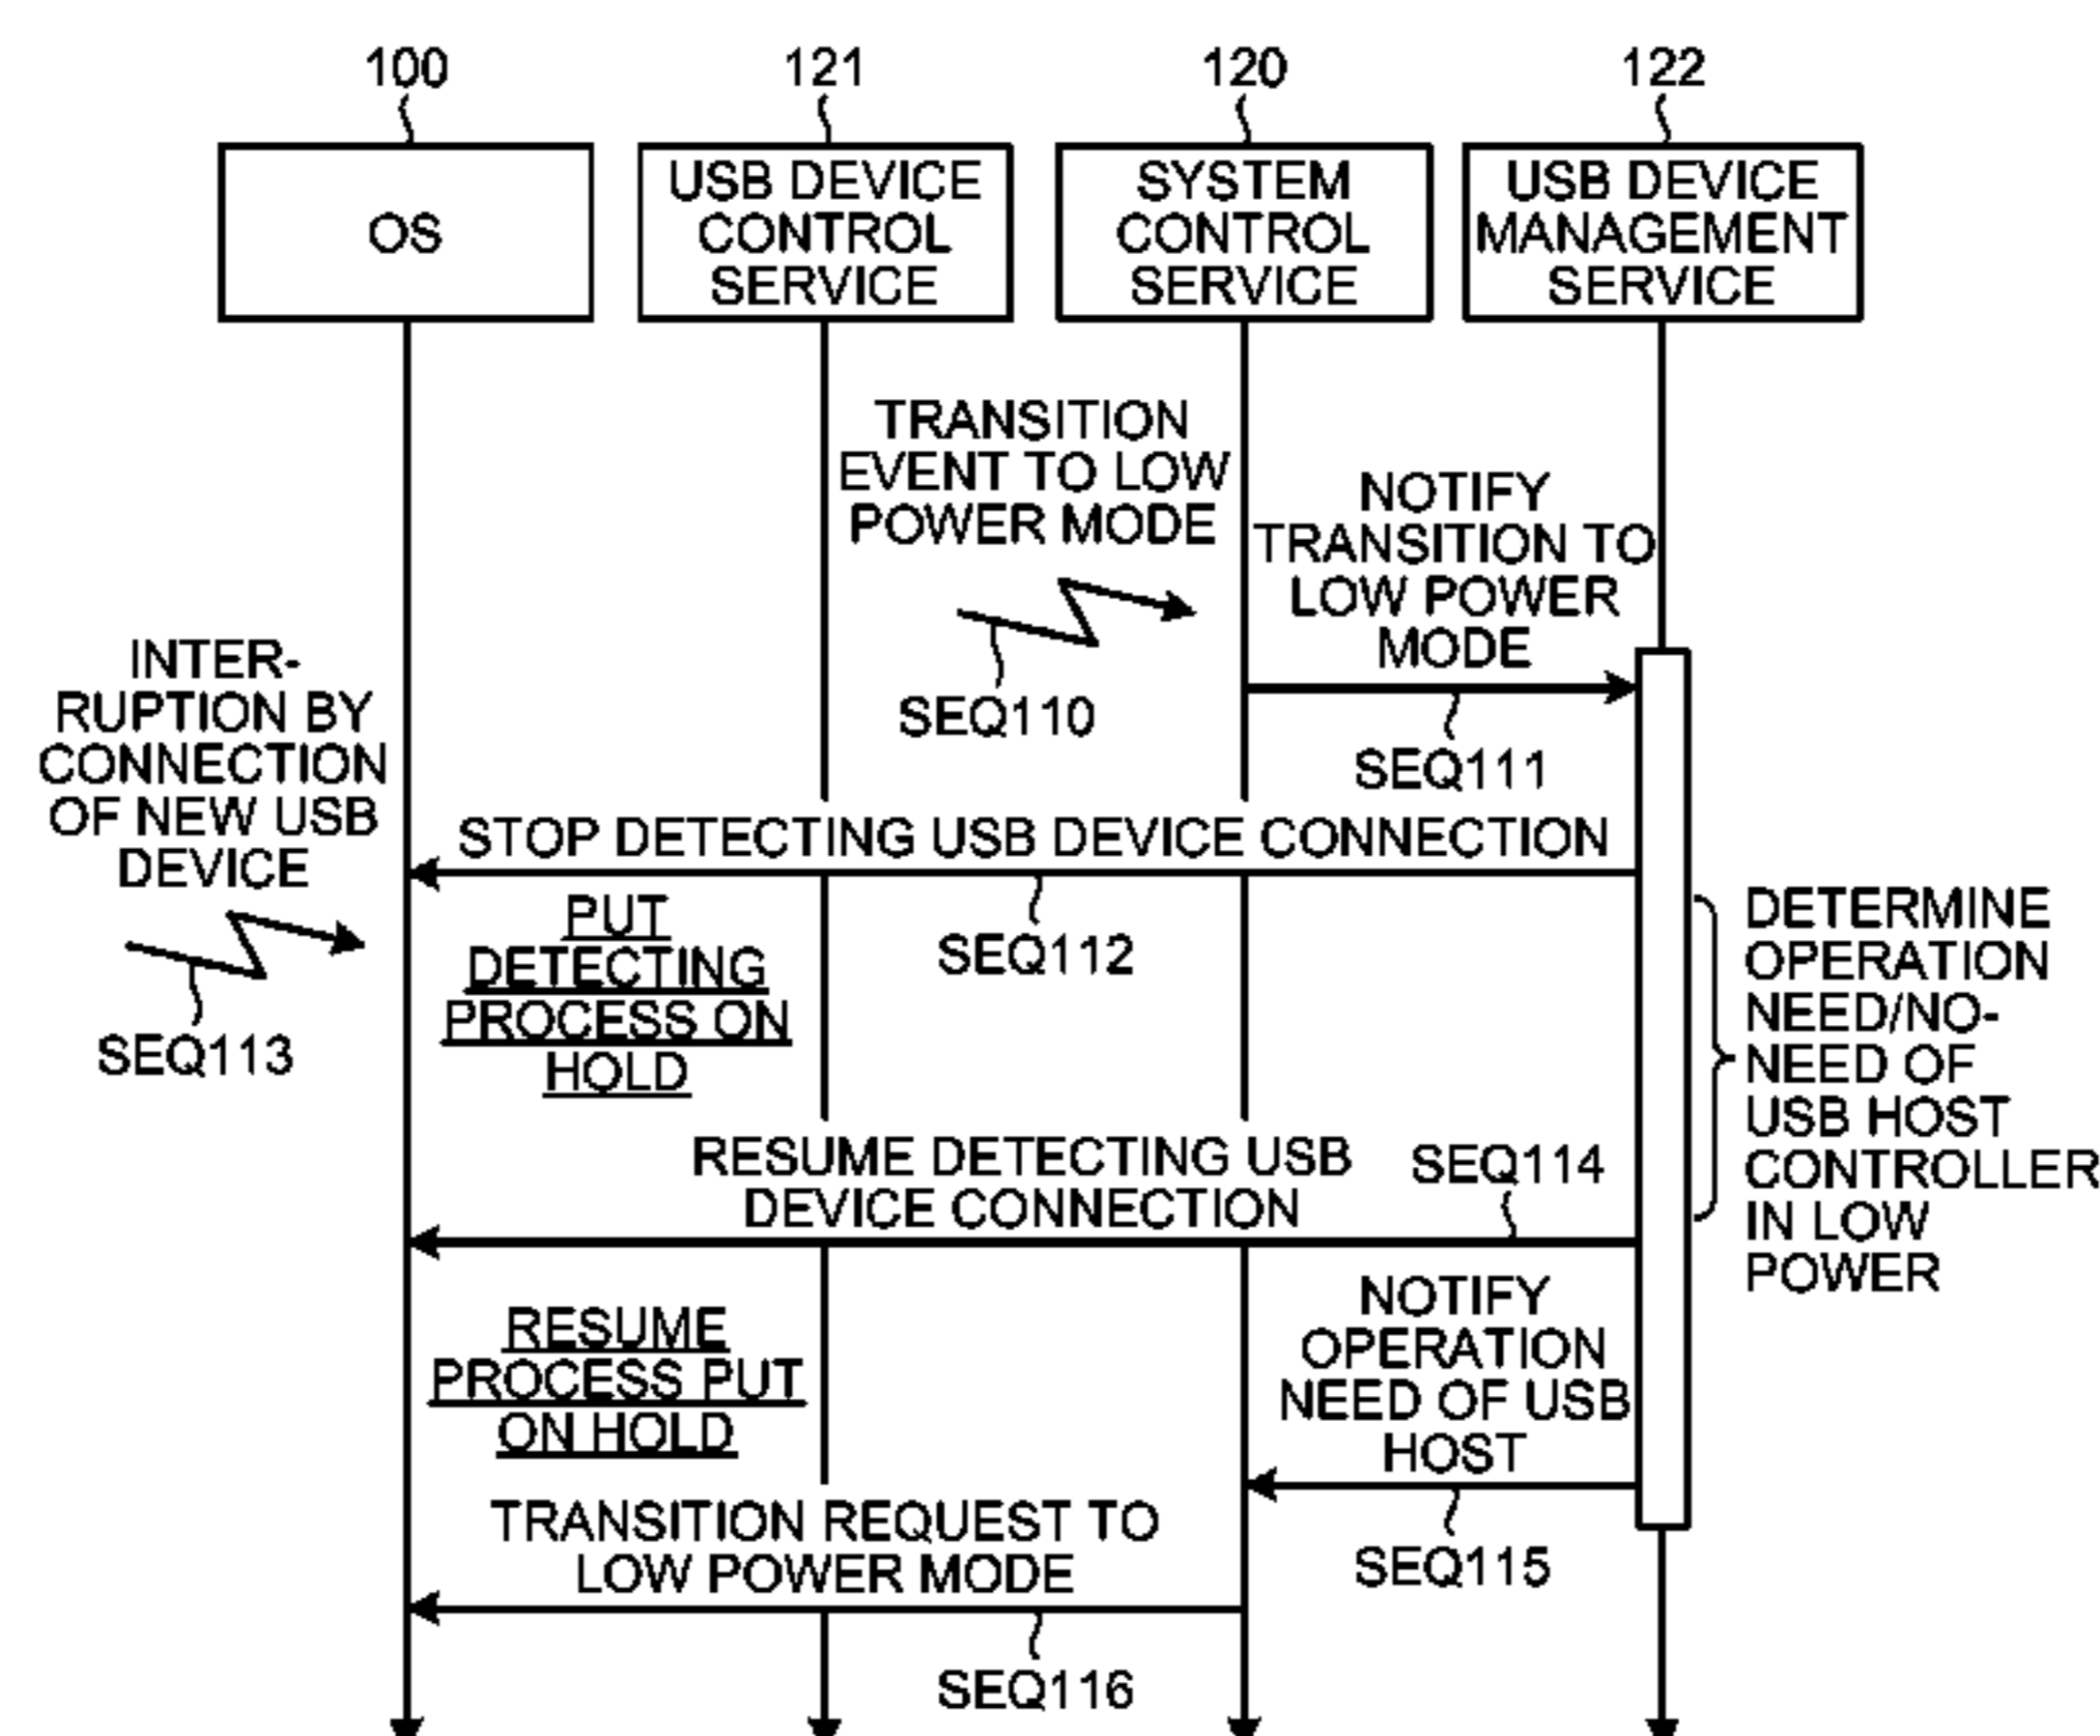 100
121
120
122
OS
USB DEVICE
CONTROL
SERVICE
SYSTEM
CONTROL
SERVICE
USB DEVICE
MANAGEMENT
SERVICE
TRANSITION
EVENT TO LOW
POWER MODE
SEQ110
NOTIFY
TRANSITION TO
LOW POWER
MODE
SEQ111
INTER-
RUPTION BY
CONNECTION
OF NEW USB
DEVICE
SEQ113
STOP DETECTING USB DEVICE CONNECTION
SEQ112
PUT
DETECTING
PROCESS ON
HOLD
DETERMINE
OPERATION
NEED/NO-
NEED OF
USB HOST
CONTROLLER
IN LOW
POWER
RESUME DETECTING USB
DEVICE CONNECTION
SEQ114
RESUME
PROCESS PUT
ON HOLD
NOTIFY
OPERATION
NEED OF USB
HOST
SEQ115
TRANSITION REQUEST TO
LOW POWER MODE
SEQ116